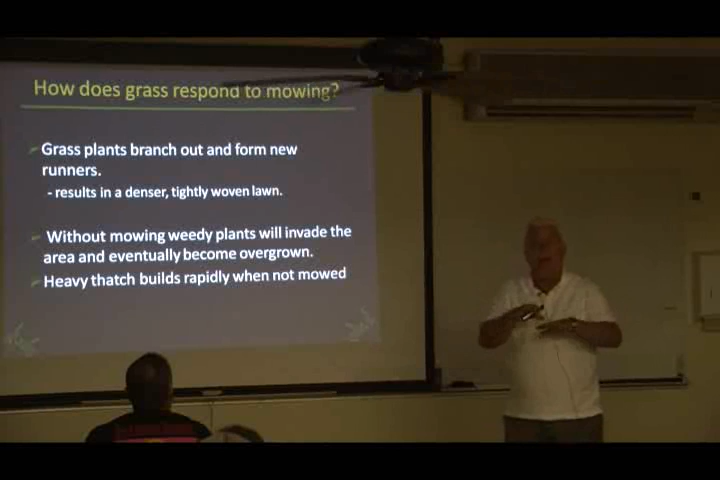 How does grass respond to mowing?
Grass plants branch out and form new
runners.
- results in a denser, tightly woven lawn.
Without mowing weedy plants will invade the
area and eventually become overgrown.
Heavy thatch builds rapidly when not mowed